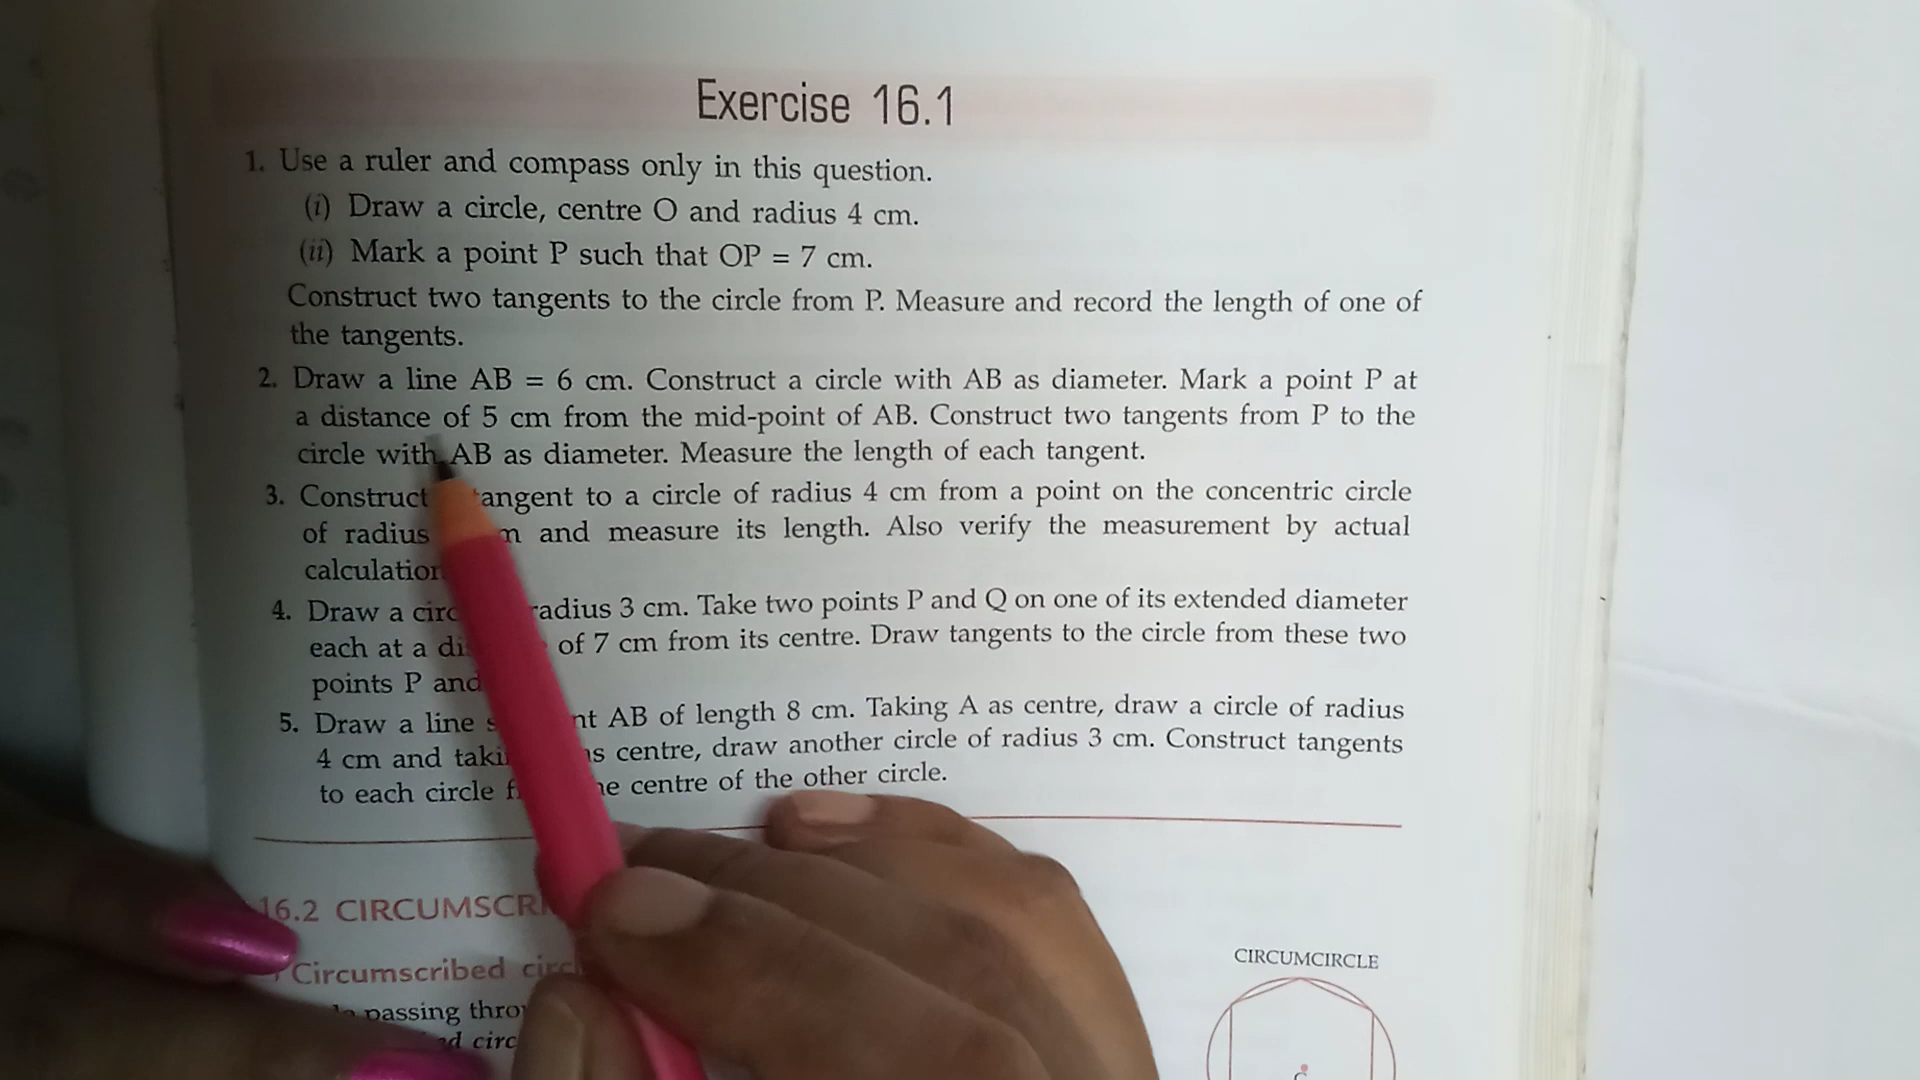 Exercise 16.1
1. Use a ruler and compass only in this question.
(i) Draw a circle, centre O and radius 4 cm.
(ii) Mark a point P such that OP = 7 cm.
Construct two tangents to the circle from P. Measure and record the length of one of
the tangents.
2. Draw a line AB = 6 cm. Construct a circle with AB as diameter. Mark a point P at
a distance of 5 cm from the mid-point of AB. Construct two tangents from P to the
circle with AB as diameter. Measure the length of each tangent.
3. Construct tangent to a circle of radius 4 cm from a point on the concentric circle
of radius and measure its length. Also verify the measurement by actual
calculation
4. Draw a radius 3 cm. Take two points P and Q on one of its extended diameter
each at a of 7 cm from its centre. Draw tangents to the circle from these two
points P and
5. Draw a line AB of length 8 cm. Taking A as centre, draw a circle of radius
4 cm and centre, draw another circle of radius 3 cm. Construct tangents
to each circle centre of the other circle.
16.2
Circumscribed
passing
CIRCUMCIRCLE